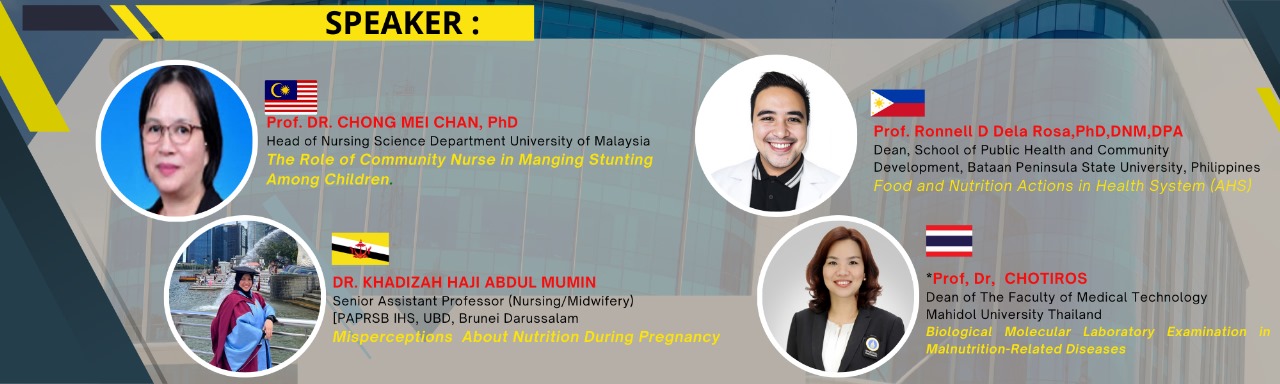 SPEAKER :
Prof. DR. CHONG MEI CHAN, PhD
Head of Nursing Science Department University of Malaysia
The Role of Community Nurse in Manging Stunting
Among Children.
Prof. Ronnell D Dela Rosa,PhD,DNM,DPA
Dean, School of Public Health and Community
Development, Bataan Peninsula State University, Philippines
Food and Nutrition Actions in Health System (AHS)
DR. KHADIZAH HAJI ABDUL MUMIN
Senior Assistant Professor (Nursing/Midwifery)
[PAPRSB IHS, UBD, Brunei Darussalam
Misperceptions About Nutrition During Pregnancy
*Prof, Dr, CHOTIROS
Dean of The Faculty of Medical Technology
Mahidol University Thailand
Biological Molecular Laboratory Examination in
Malnutrition-Related Diseases